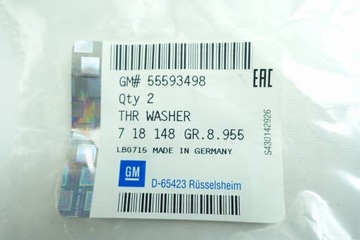 GM# 55593498
Qty 2
THR WASHER
7 18 148 GR.8.955
LB0715 MADE IN GERMANY
GM
D-65423 Rüsselsheim
EAC
S430142926